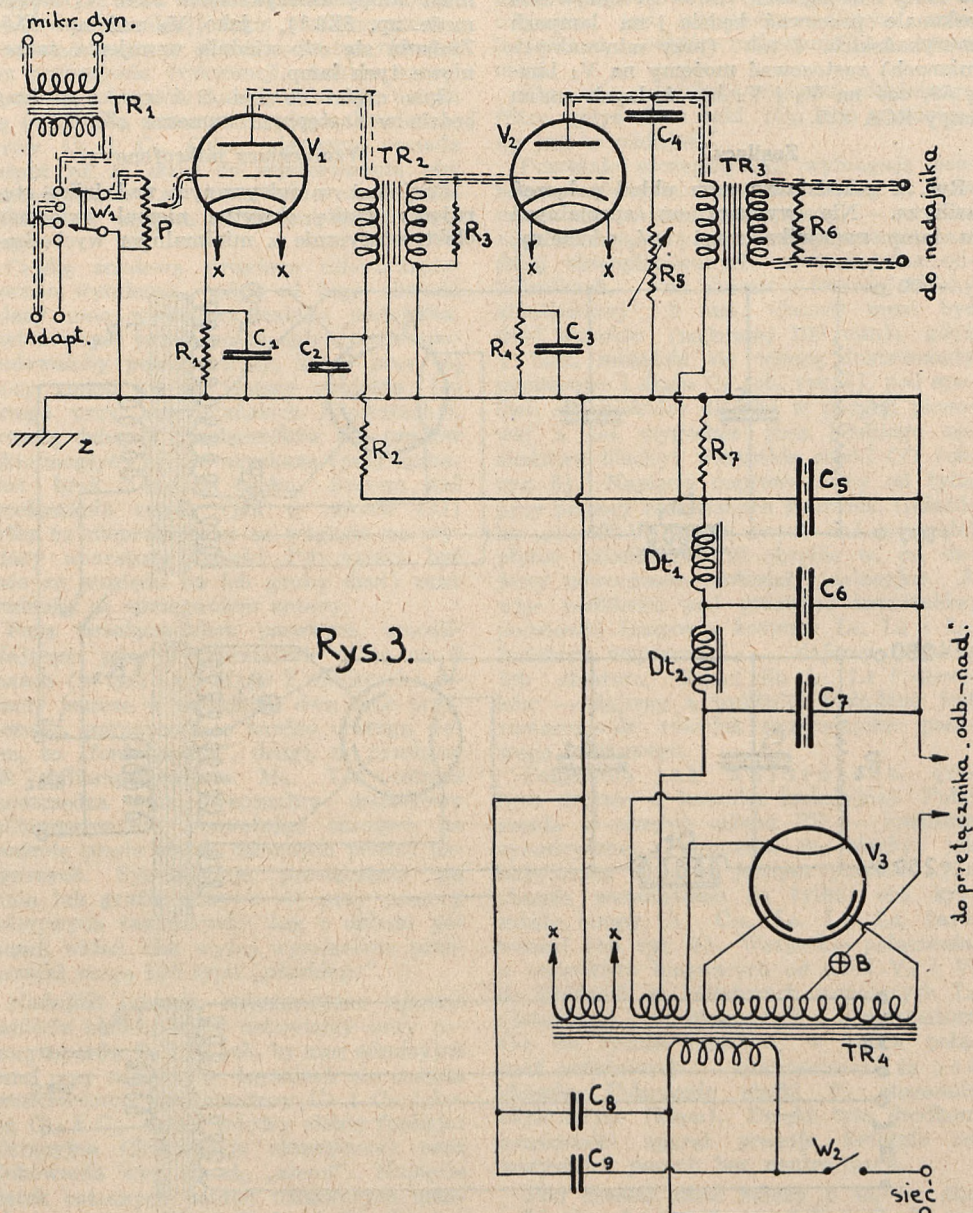 mikr. dyn.
TR1
V1
TR2
V2
C4
TR3
W1
P
R3
R5
R6
do nadajnika
x x
x x
Adapt.
R1
C1
C2
R4
C3
Z
R2
R7
C5
Dt1
C6
Rys.3.
Dt2
C7
do przełącznika. odb.-nad.
V3
x x
B
TR4
C8
C9
W2
sieć